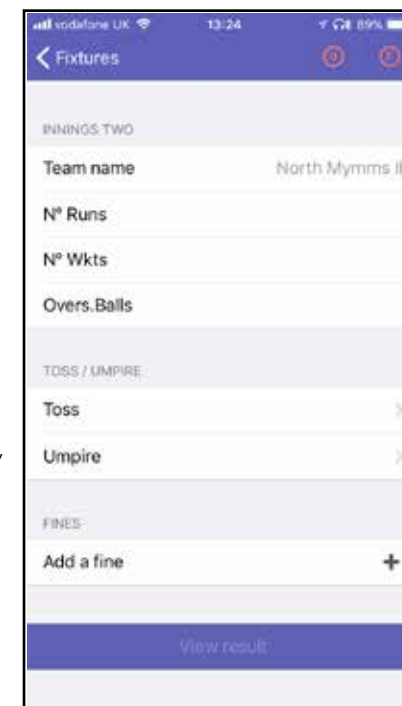 vodafone UK 13:24 89%
Fixtures
INNINGS TWO
Team name North Mymms II
Nº Runs
Nº Wkts
Overs.Balls
TOSS / UMPIRE
Toss
Umpire
FINES
Add a fine +
View result